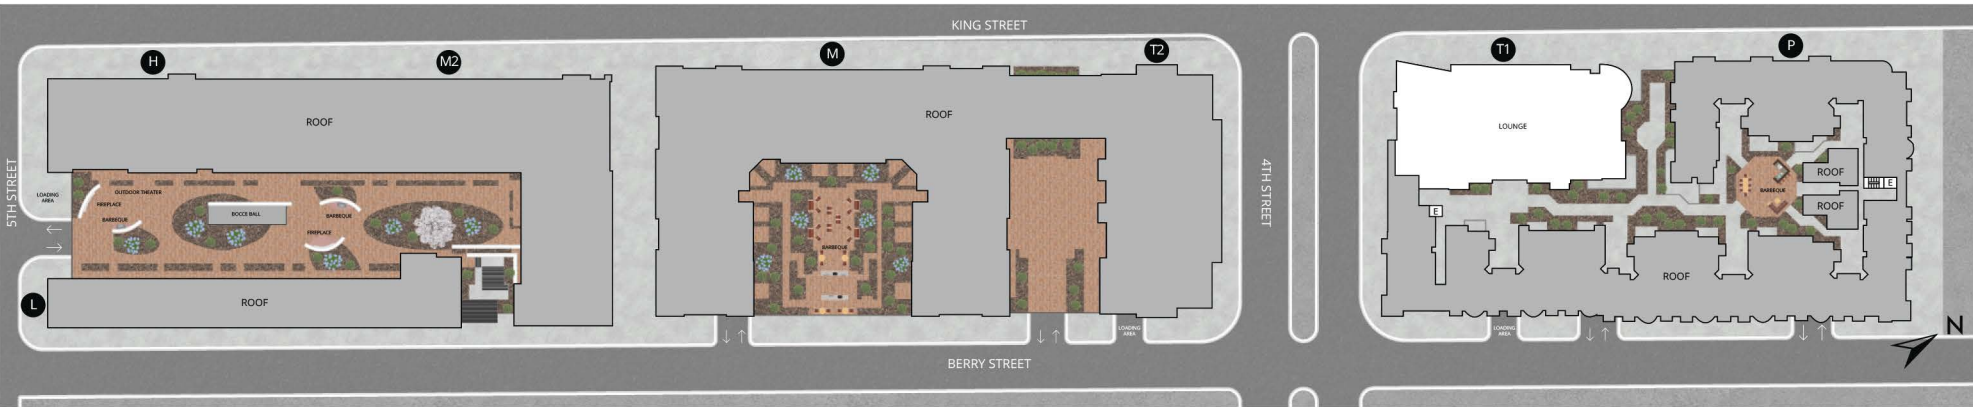 KING STREET
H
M2
M
T2
T1
P
ROOF
ROOF
LOUNGE
ROOF
ROOF
BARBEQUE
E
E
ROOF
5TH STREET
LOADING
AREA
OUTDOOR THEATER
FIREPLACE
BARBEQUE
BOCCE BALL
BARBEQUE
FIREPLACE
BARBEQUE
4TH STREET
L
ROOF
LOADING
AREA
LOADING
AREA
N
BERRY STREET